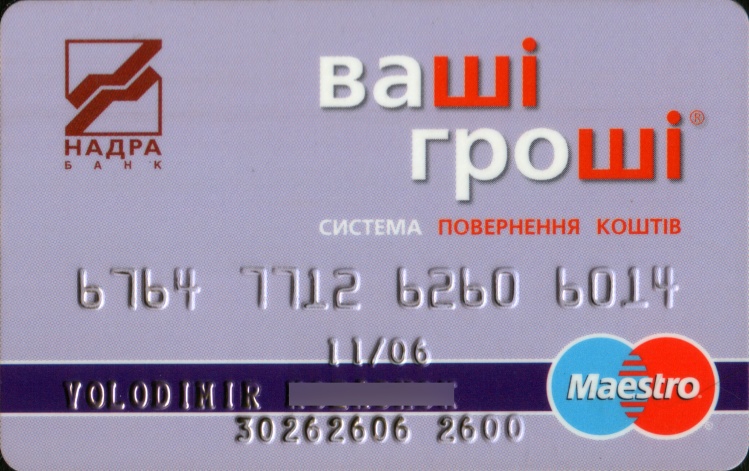 НАДРА
БАНК
ваші
гроші®
СИСТЕМА ПОВЕРНЕННЯ КОШТІВ
6764 7712 6260 6014
11/06
VOLODIMIR
30262606 2600
Maestro